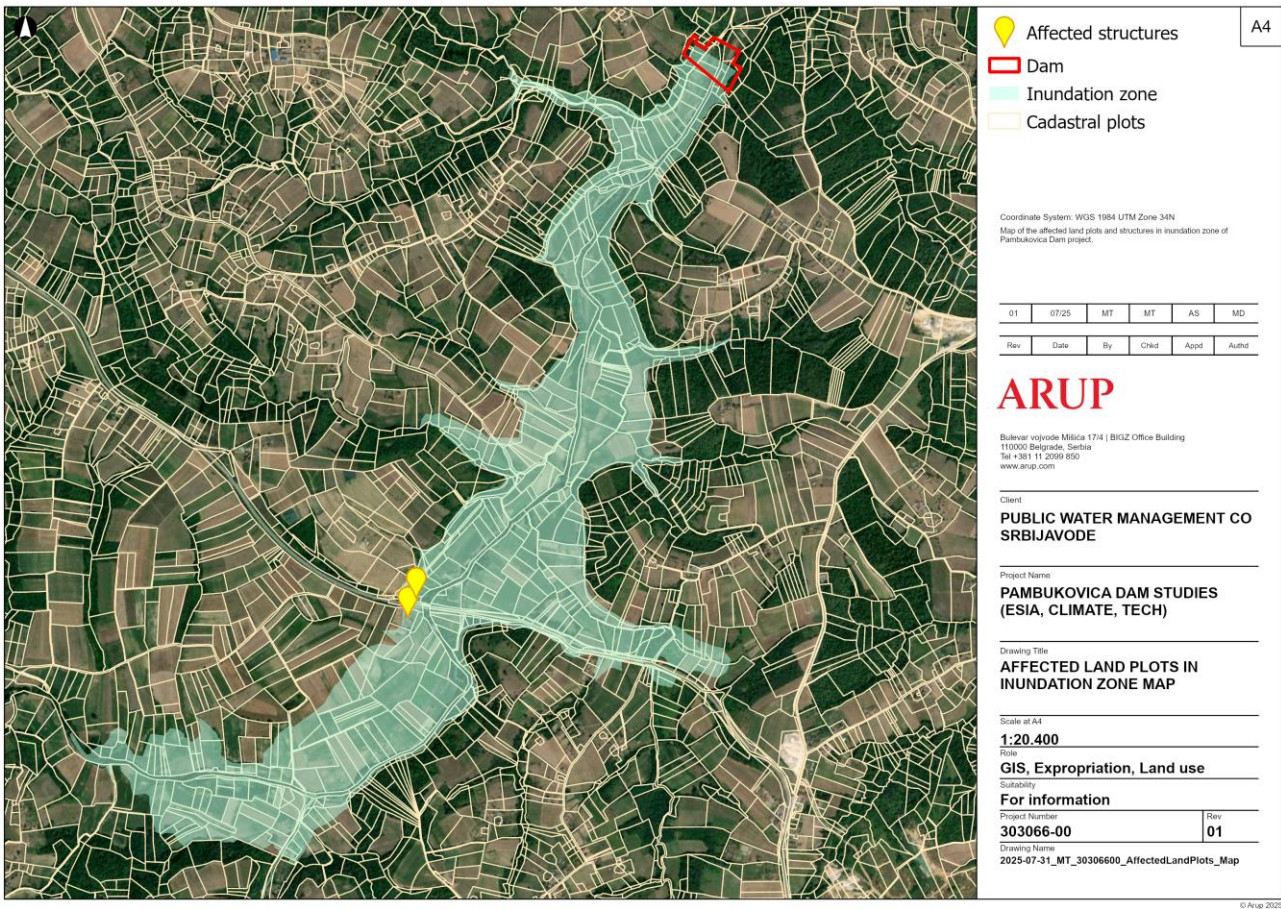 Affected structures
A4
Dam
Inundation zone
Cadastral plots
Coordinate System: WGS 1984 UTM Zone 34N
Map of the affected land plots and structures in inundation zone of
Pambukovica Dam project.
01 07/25 MT MT AS MD
Rev Date By Chkd Appd Authd
ARUP
Bulevar vojvode Mišića 17/4 | BIGZ Office Building
110000 Belgrade, Serbia
Tel +381 11 2099 850
www.arup.com
Client
PUBLIC WATER MANAGEMENT CO
SRBIJAVODE
Project Name
PAMBUKOVICA DAM STUDIES
(ESIA, CLIMATE, TECH)
Drawing Title
AFFECTED LAND PLOTS IN
INUNDATION ZONE MAP
Scale at A4
1:20.400
Role
GIS, Expropriation, Land use
Suitability
For information
Project Number Rev
303066-00 01
Drawing Name
2025-07-31_MT_30306600_AffectedLandPlots_Map
© Arup 2025